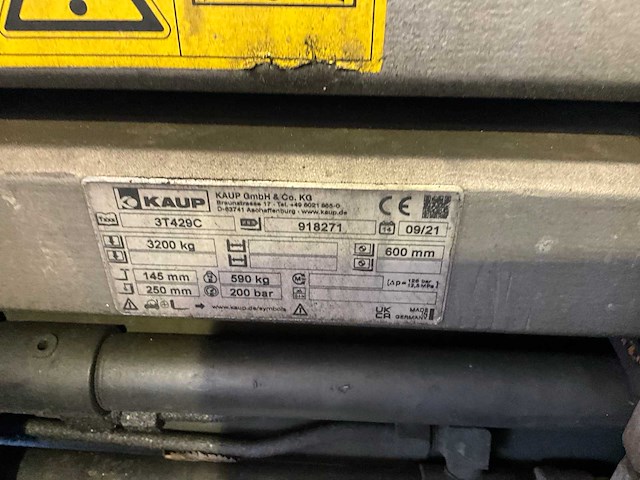 KAUP
KAUP GmbH & Co. KG
Braunstrasse 17 · Tel. +49 6021 865-0
D-63741 Aschaffenburg · www.kaup.de
CE
3T429C 918271 09/21
3200 kg 600 mm
145 mm 590 kg
250 mm 200 bar
www.kaup.de/symbols
UK
CA
MADE
IN
GERMANY